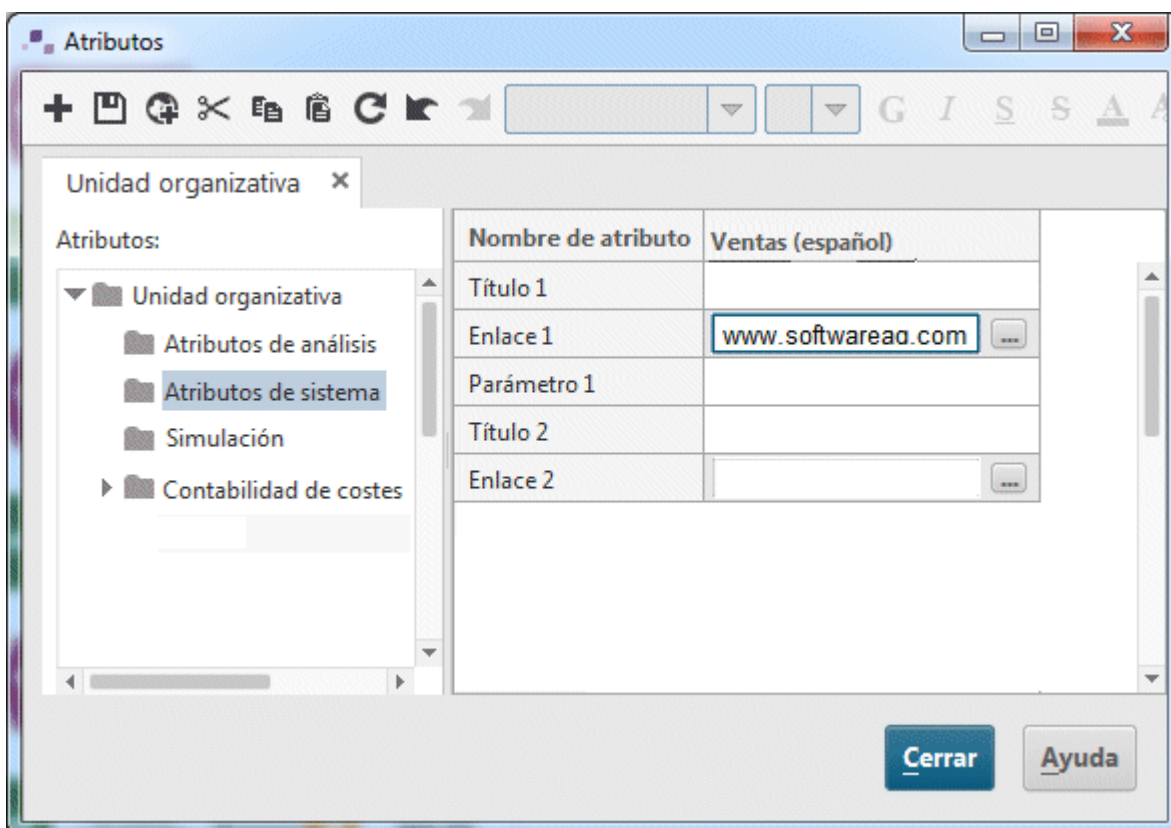 Atributos
G I S S A
Unidad organizativa
Atributos:
Unidad organizativa
Atributos de análisis
Atributos de sistema
Simulación
Contabilidad de costes
Nombre de atributo Ventas (español)
Título 1
Enlace 1 www.softwareag.com ...
Parámetro 1
Título 2
Enlace 2 ...
Cerrar Ayuda